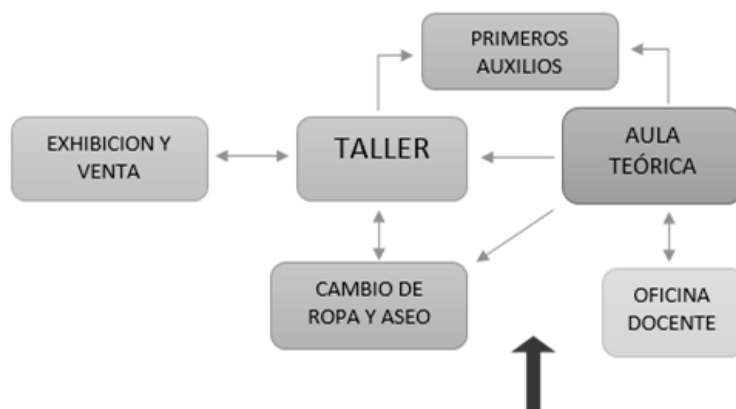 PRIMEROS
AUXILIOS
EXHIBICION Y
VENTA
TALLER
AULA
TEÓRICA
CAMBIO DE
ROPA Y ASEO
OFICINA
DOCENTE